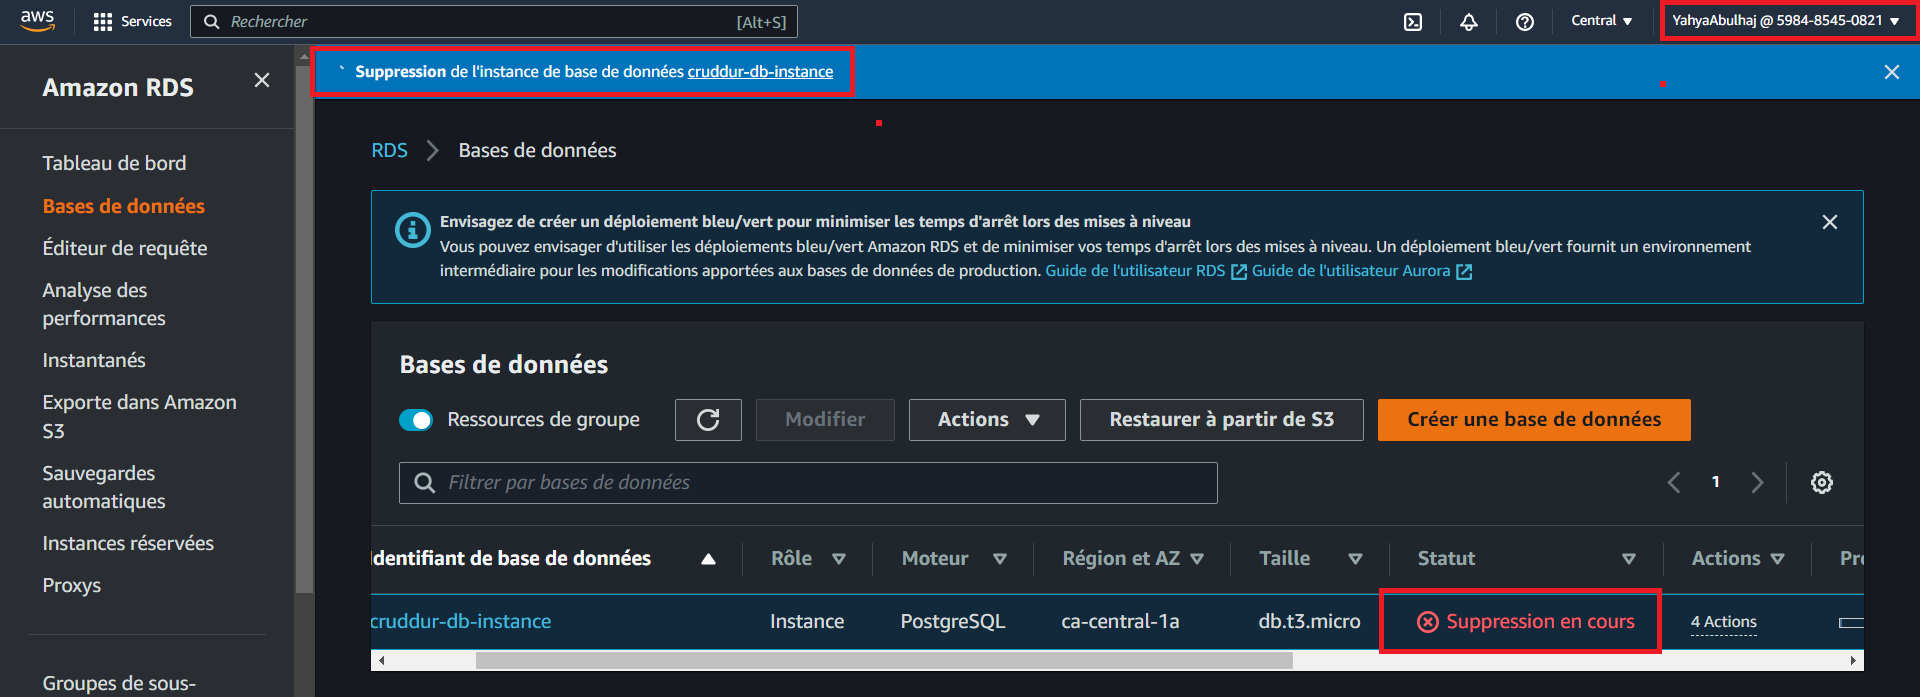 aws
Services
Rechercher
[Alt+S]
Central
YahyaAbulhaj @ 5984-8545-0821
Amazon RDS
Tableau de bord
Bases de données
Éditeur de requête
Analyse des
performances
Instantanés
Exporte dans Amazon
S3
Sauvegardes
automatiques
Instances réservées
Proxys
Groupes de sous-
Suppression de l'instance de base de données cruddur-db-instance
RDS
Bases de données
Envisagez de créer un déploiement bleu/vert pour minimiser les temps d'arrêt lors des mises à niveau
Vous pouvez envisager d'utiliser les déploiements bleu/vert Amazon RDS et de minimiser vos temps d'arrêt lors des mises à niveau. Un déploiement bleu/vert fournit un environnement
intermédiaire pour les modifications apportées aux bases de données de production. Guide de l'utilisateur RDS Guide de l'utilisateur Aurora
Bases de données
Ressources de groupe
Modifier
Actions
Restaurer à partir de S3
Créer une base de données
Filtrer par bases de données
1
Identifiant de base de données
Rôle
Moteur
Région et AZ
Taille
Statut
Actions
Pr
cruddur-db-instance
Instance
PostgreSQL
ca-central-1a
db.t3.micro
Suppression en cours
4 Actions